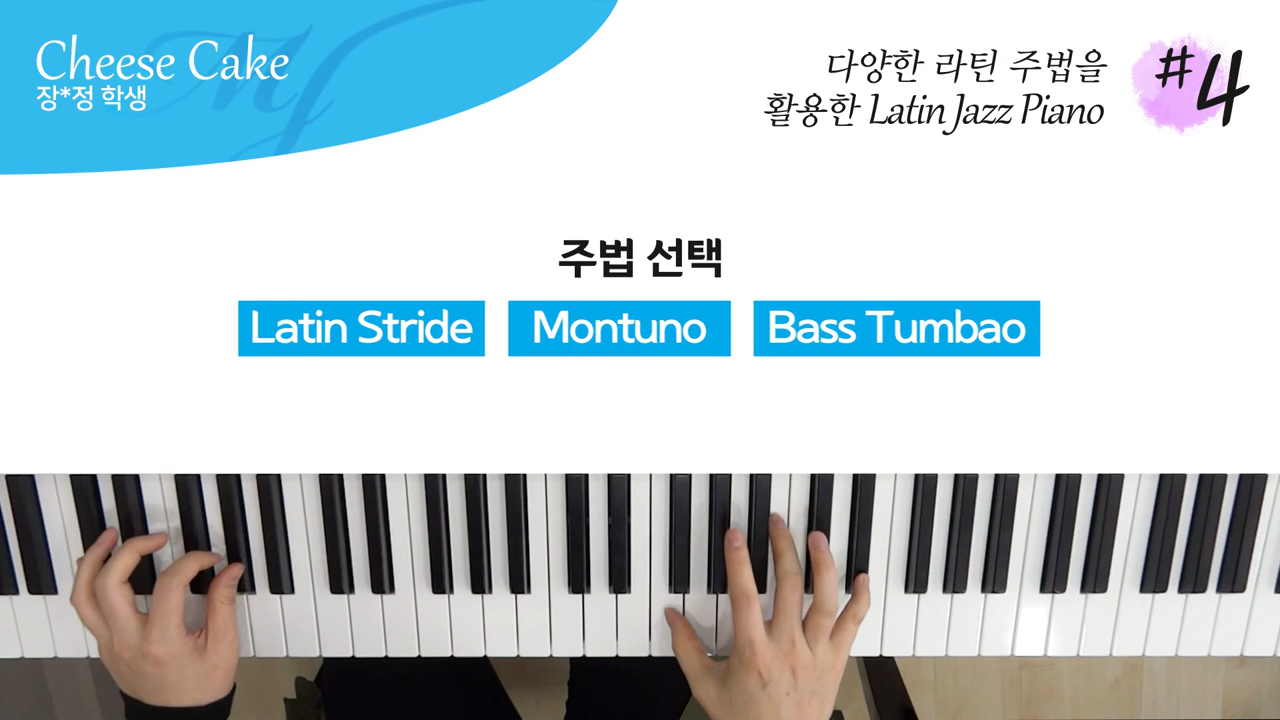 Cheese Cake
장*정 학생
다양한 라틴 주법을
활용한 Latin Jazz Piano
#4
주법 선택
Latin Stride
Montuno
Bass Tumbao